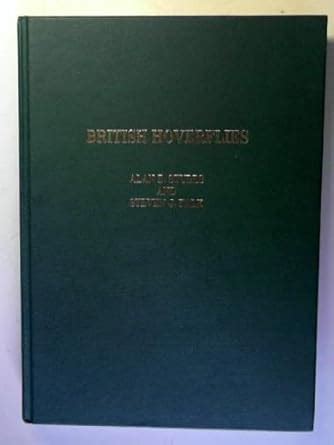 BRITISH HOVERFLIES
ALAN E. STUBBS
AND
STEVEN J. FALK